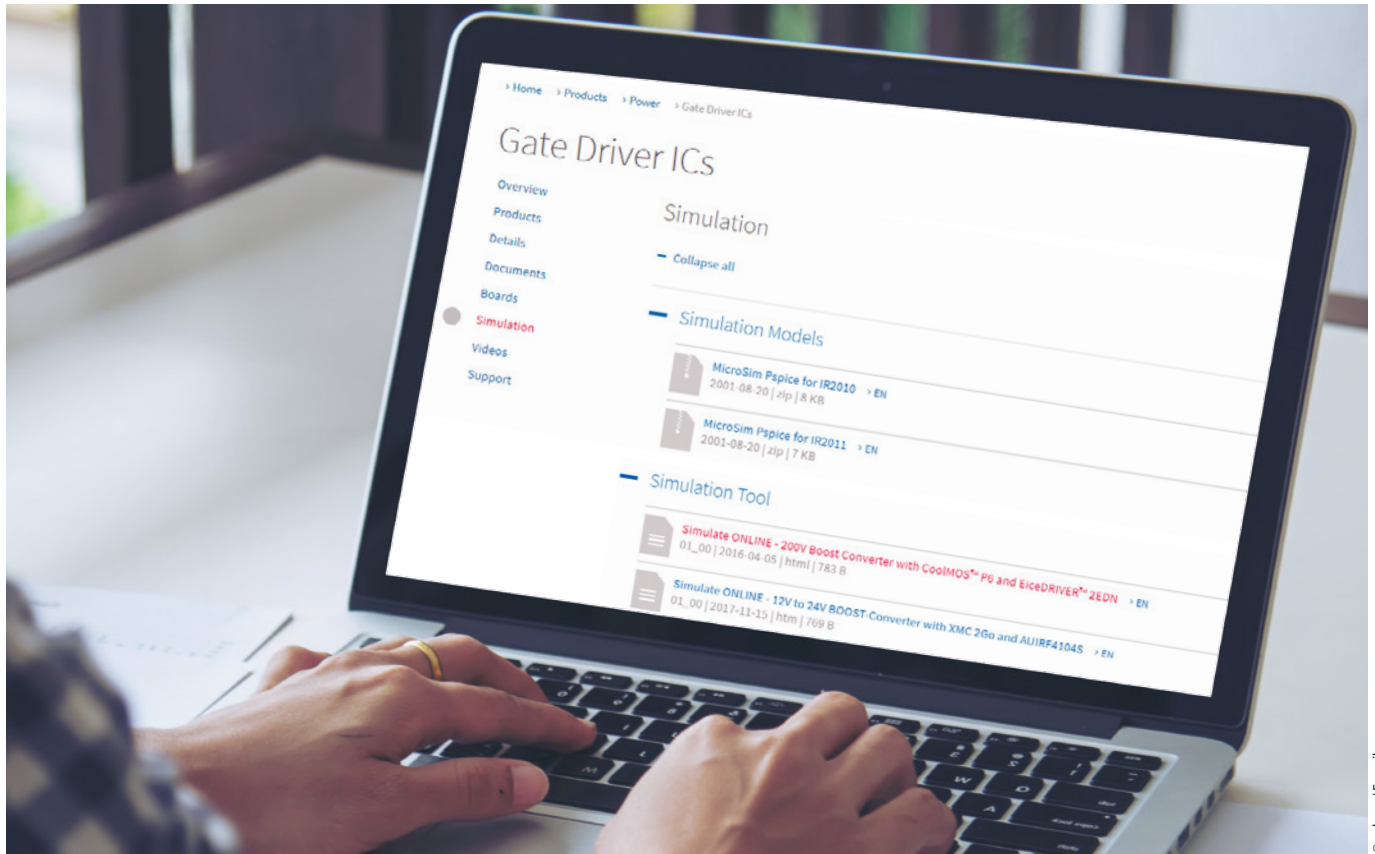 > Home > Products > Power > Gate Driver ICs
Gate Driver ICs
Overview
Products
Details
Documents
Boards
Simulation
Videos
Support
Simulation
– Collapse all
– Simulation Models
MicroSim Pspice for IR2010 > EN
2001-08-20 | zip | 8 KB
MicroSim Pspice for IR2011 > EN
2001-08-20 | zip | 7 KB
– Simulation Tool
Simulate ONLINE - 200V Boost Converter with CoolMOS™ P6 and EiceDRIVER™ 2EDN > EN
01_00 | 2016-04-05 | html | 783 B
Simulate ONLINE - 12V to 24V BOOST-Converter with XMC 2Go and AUIRF4104S > EN
01_00 | 2017-11-15 | htm | 769 B